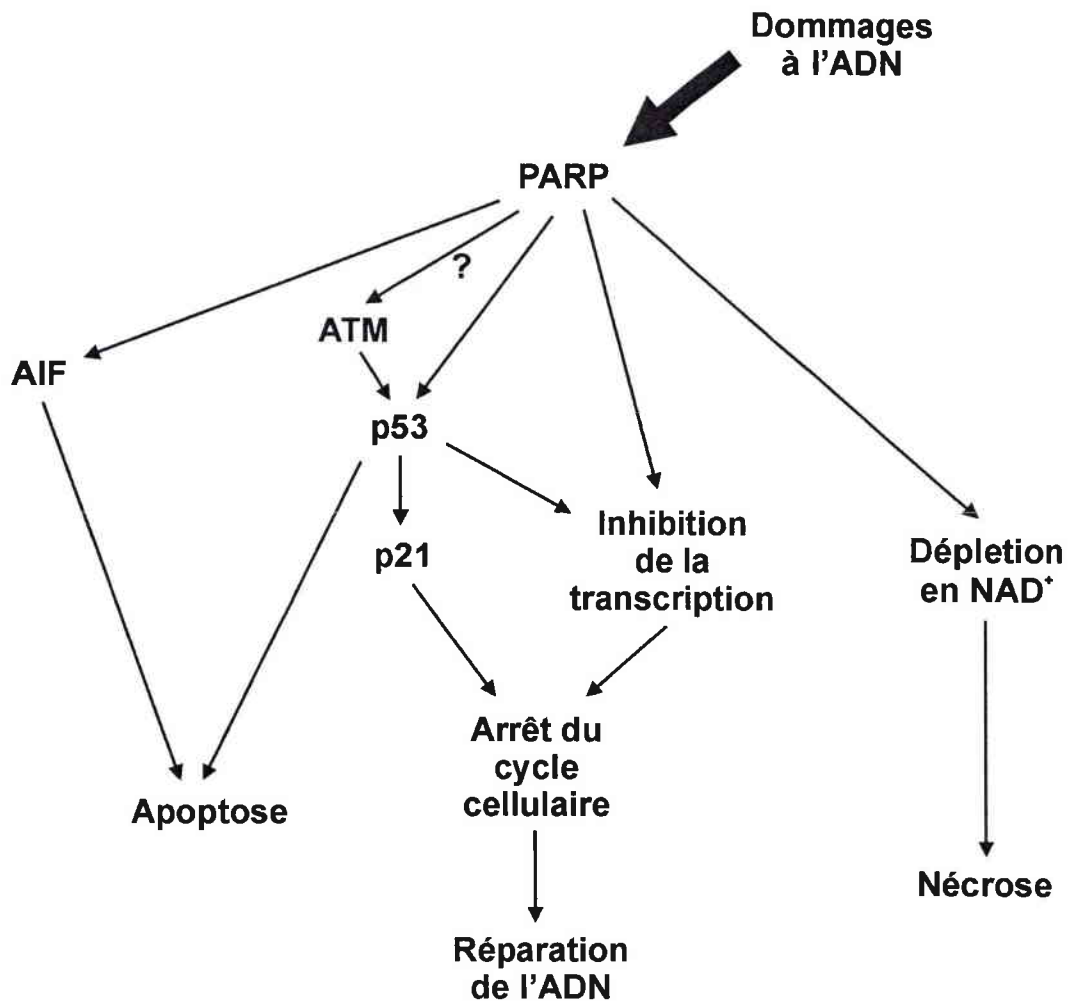 Dommages
à l'ADN
PARP
?
ATM
AIF
p53
p21
Inhibition
de la
transcription
Dépletion
en NAD⁺
Arrêt du
cycle
cellulaire
Apoptose
Nécrose
Réparation
de l'ADN